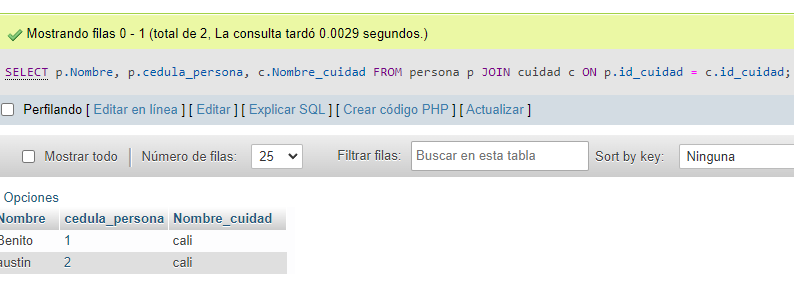 Mostrando filas 0 - 1 (total de 2, La consulta tardó 0.0029 segundos.)
SELECT p.Nombre, p.cedula_persona, c.Nombre_cuidad FROM persona p JOIN cuidad c ON p.id_cuidad = c.id_cuidad;
Perfilando [ Editar en línea ] [ Editar ] [ Explicar SQL ] [ Crear código PHP ] [ Actualizar ]
Mostrar todo Número de filas: 25 Filtrar filas: Buscar en esta tabla Sort by key: Ninguna
Opciones
Nombre cedula_persona Nombre_cuidad
Benito 1 cali
austin 2 cali